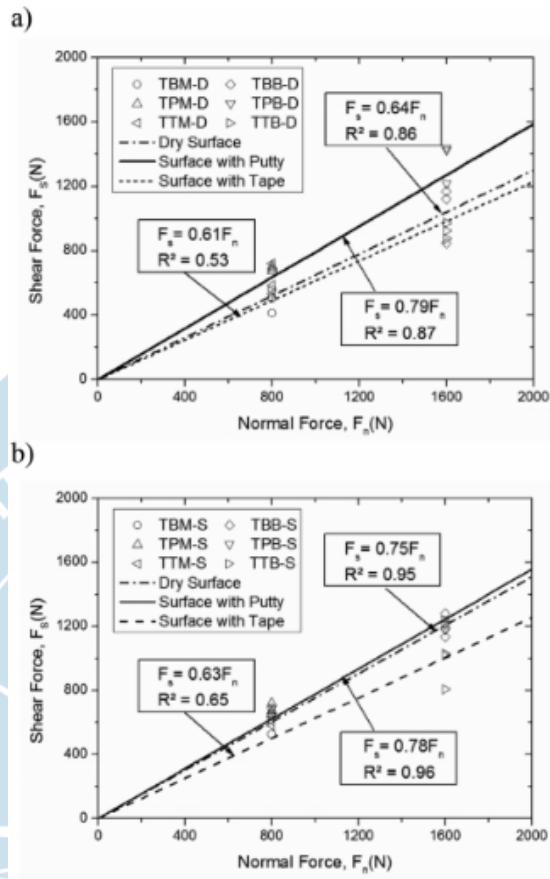 a)
2000
1600
1200
800
400
0
TBM-D
TBB-D
TPM-D
TPB-D
TTM-D
TTB-D
Dry Surface
Surface with Putty
Surface with Tape
Fs = 0.64Fn
R² = 0.86
Fs = 0.61Fn
R² = 0.53
Fs = 0.79Fn
R² = 0.87
Shear Force, Fs(N)
0 400 800 1200 1600 2000
Normal Force, Fn(N)
b)
2000
1600
1200
800
400
0
TBM-S
TBB-S
TPM-S
TPB-S
TTM-S
TTB-S
Dry Surface
Surface with Putty
Surface with Tape
Fs = 0.75Fn
R² = 0.95
Fs = 0.63Fn
R² = 0.65
Fs = 0.78Fn
R² = 0.96
Shear Force, Fs(N)
0 400 800 1200 1600 2000
Normal Force, Fn(N)